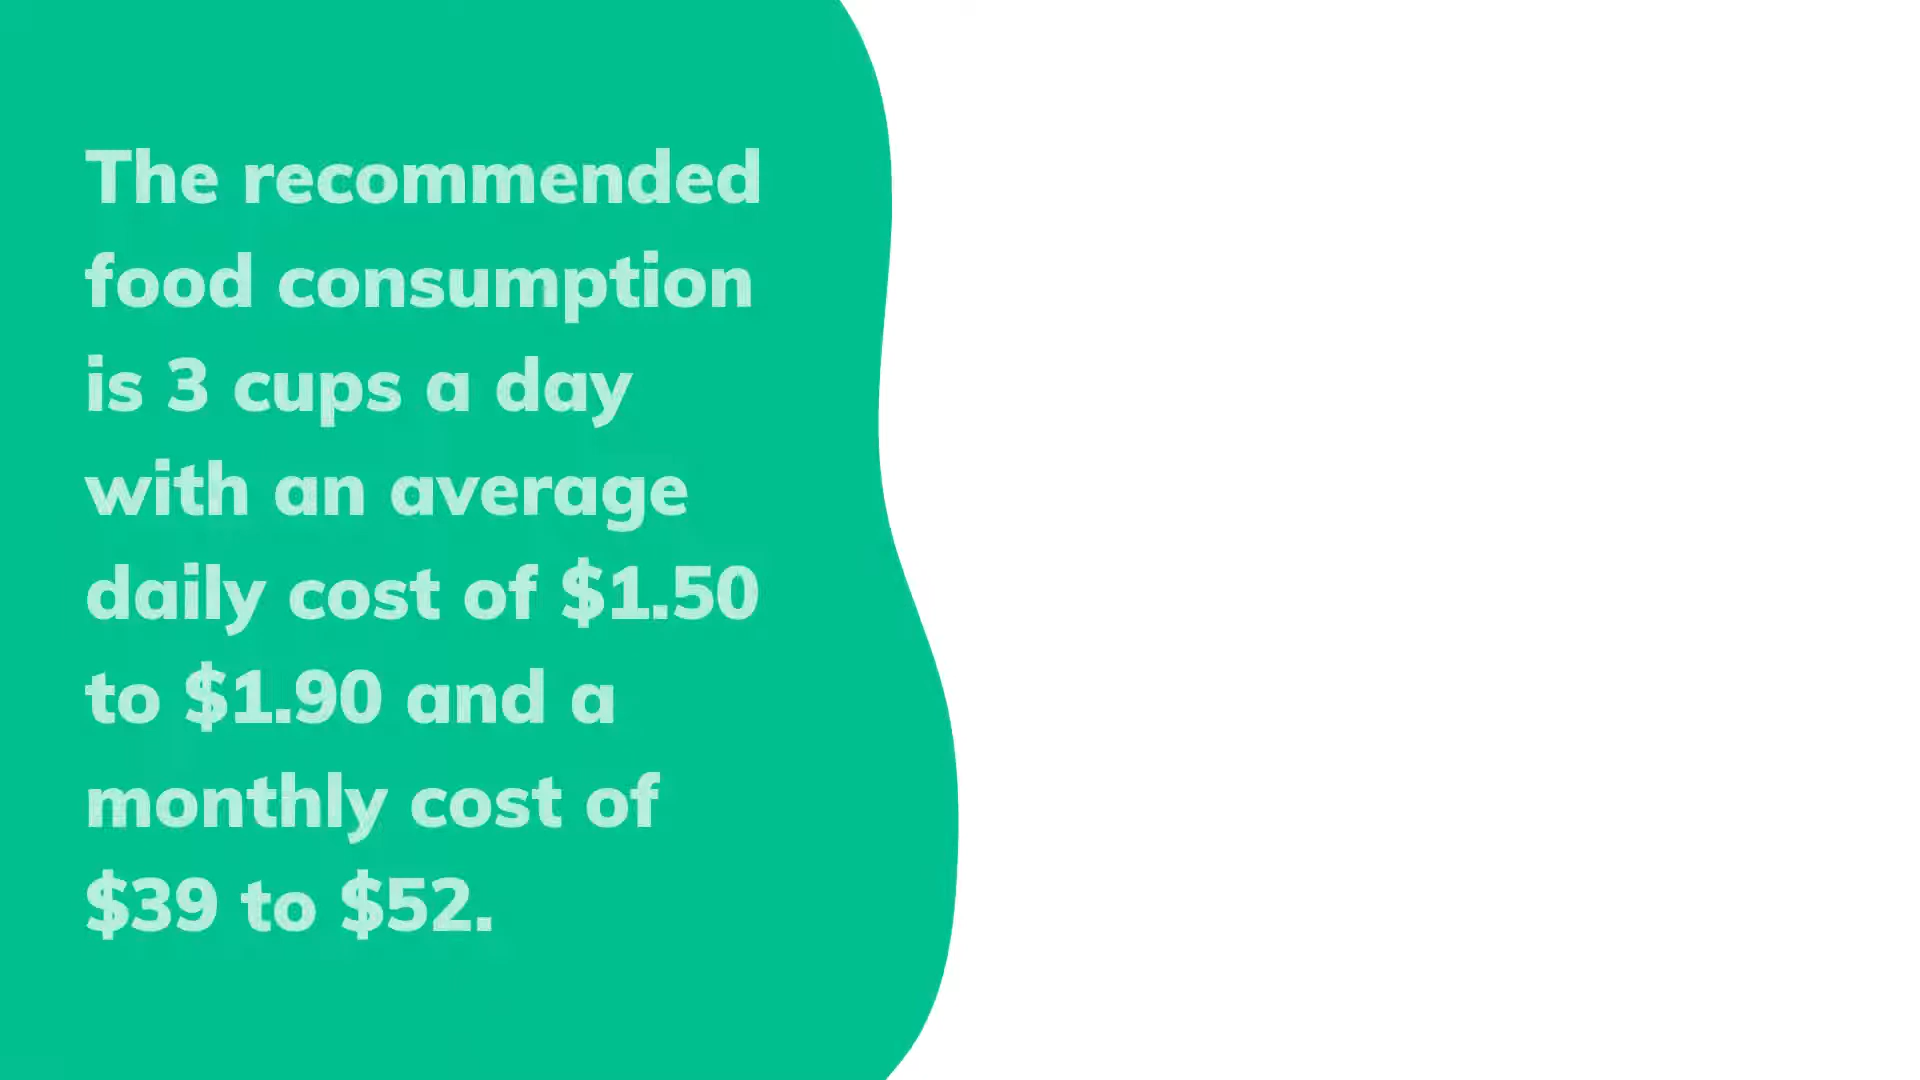 The recommended
food consumption
is 3 cups a day
with an average
daily cost of $1.50
to $1.90 and a
monthly cost of
$39 to $52.